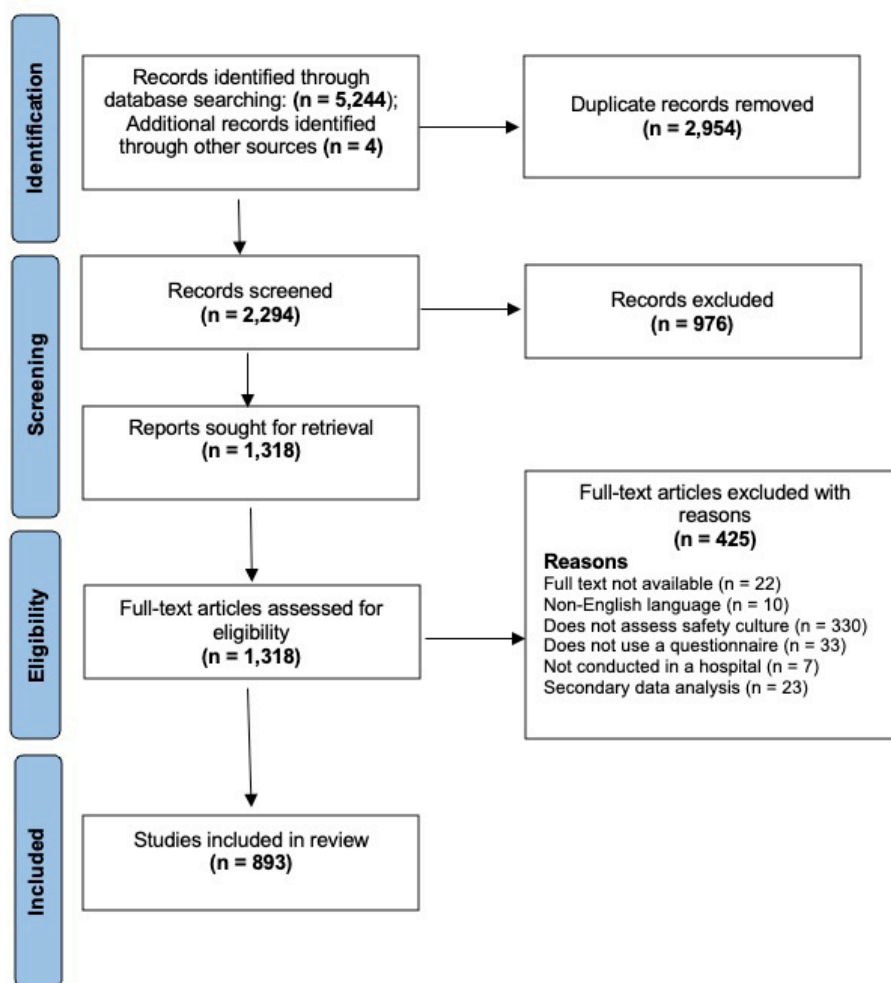 Identification
Records identified through
database searching: (n = 5,244);
Additional records identified
through other sources (n = 4)
Duplicate records removed
(n = 2,954)
Screening
Records screened
(n = 2,294)
Records excluded
(n = 976)
Reports sought for retrieval
(n = 1,318)
Eligibility
Full-text articles assessed for
eligibility
(n = 1,318)
Full-text articles excluded with
reasons
(n = 425)
Reasons
Full text not available (n = 22)
Non-English language (n = 10)
Does not assess safety culture (n = 330)
Does not use a questionnaire (n = 33)
Not conducted in a hospital (n = 7)
Secondary data analysis (n = 23)
Included
Studies included in review
(n = 893)